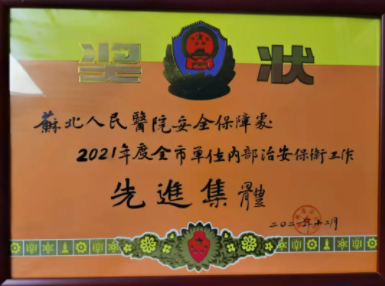 奖状
蘇北人民醫院安全保障處
2021年度全市單位内部治安保衛工作
先進集體